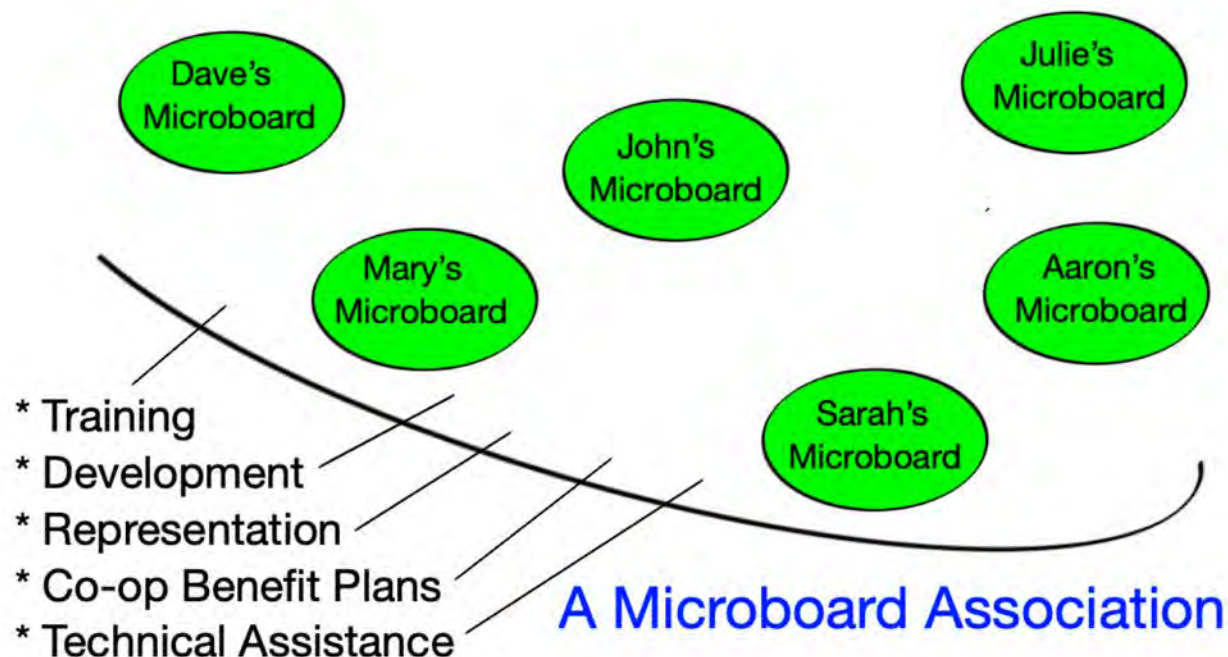 Dave's
Microboard
Julie's
Microboard
John's
Microboard
Mary's
Microboard
Aaron's
Microboard
Sarah's
Microboard
* Training
* Development
* Representation
* Co-op Benefit Plans
* Technical Assistance
A Microboard Association